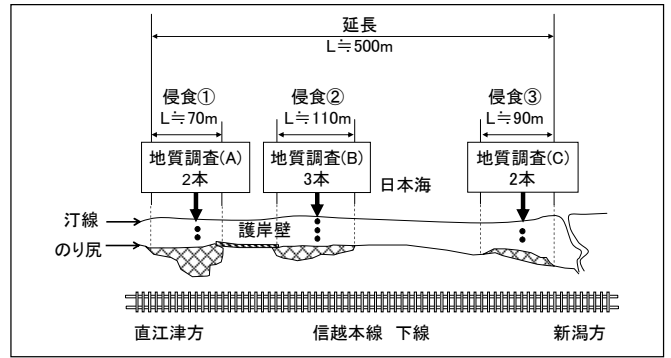 延長
L≒500m
侵食①
L≒70m
侵食②
L≒110m
侵食③
L≒90m
地質調査(A)
2本
地質調査(B)
3本
地質調査(C)
2本
日本海
汀線
護岸壁
のり尻
直江津方
信越本線 下線
新潟方